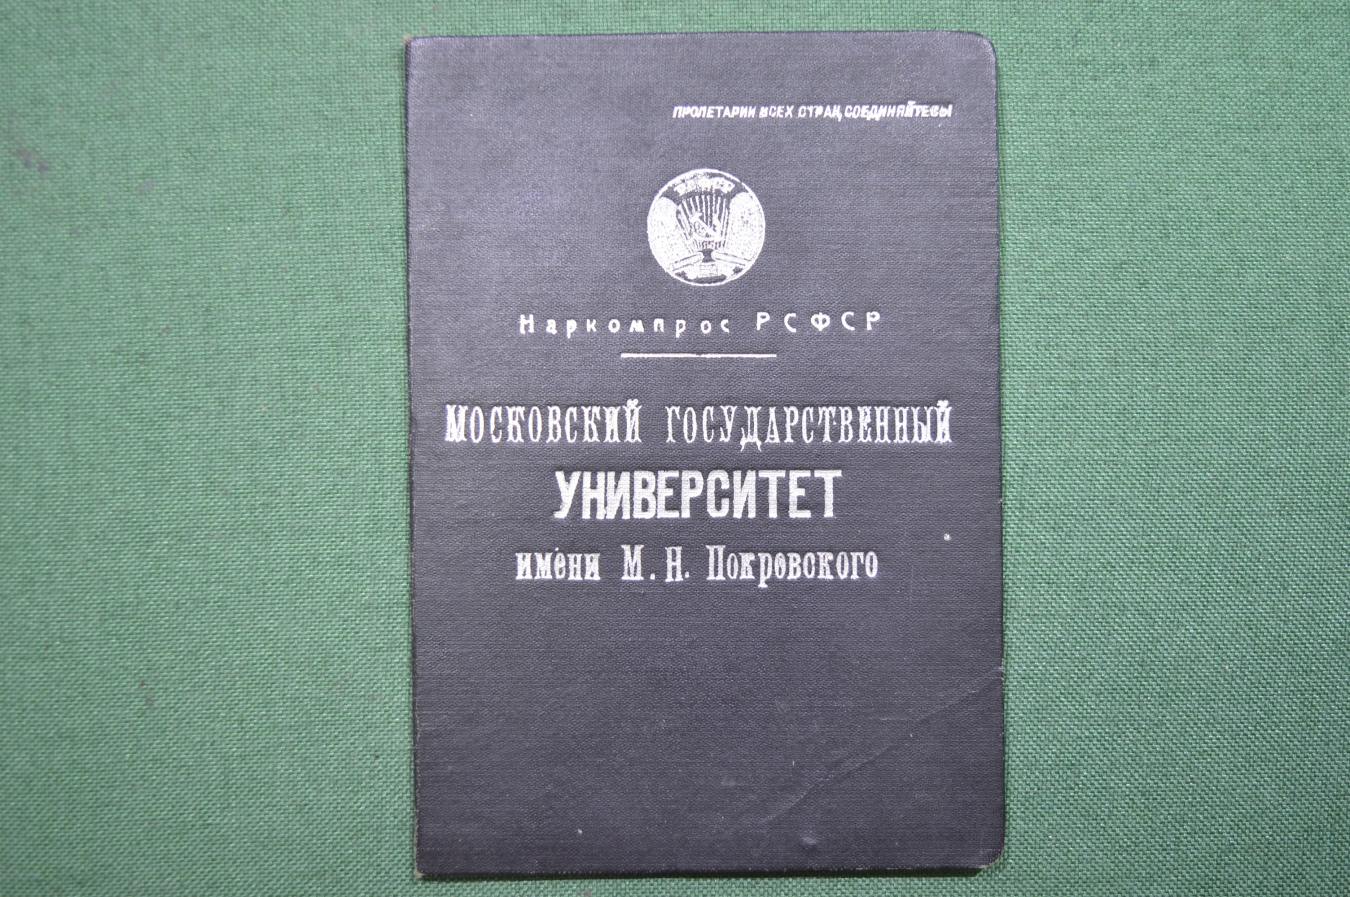 ПРОЛЕТАРИИ ВСЕХ СТРАН, СОЕДИНЯЙТЕСЬ
Наркомпрос РСФСР
МОСКОВСКИЙ ГОСУДАРСТВЕННЫЙ
УНИВЕРСИТЕТ
имени М. Н. Покровского